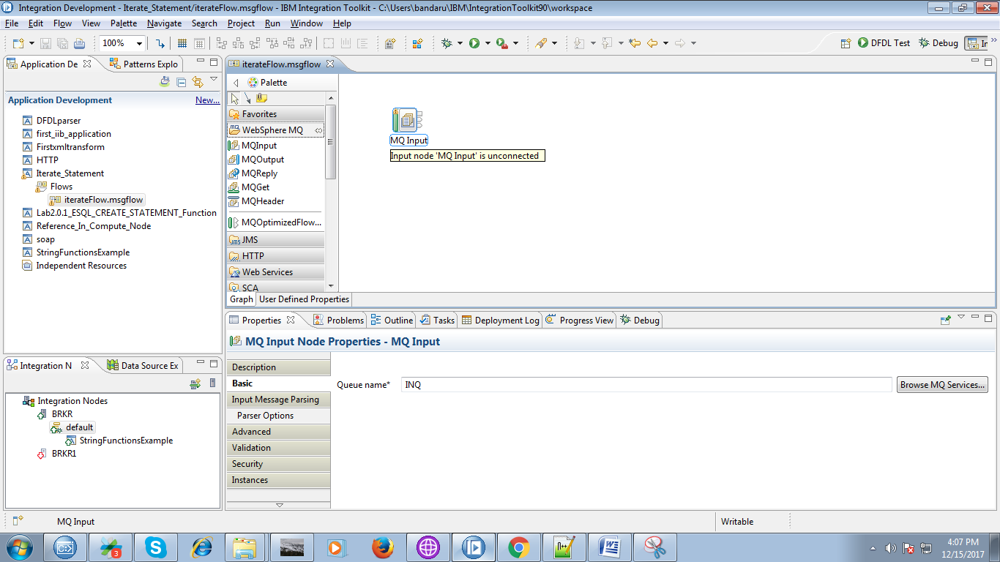 Integration Development - Iterate_Statement/iterateFlow.msgflow - IBM Integration Toolkit - C:\Users\bandaru\IBM\IntegrationToolkit90\workspace
File Edit Flow View Palette Navigate Search Project Run Window Help
100% DFDL Test Debug Ir
Application De Patterns Explo
Application Development New...
DFDLparser
first_iib_application
Firstxmltransform
HTTP
Iterate_Statement
Flows
iterateFlow.msgflow
Lab2.0.1_ESQL_CREATE_STATEMENT_Function
Reference_In_Compute_Node
soap
StringFunctionsExample
Independent Resources
Integration N Data Source Ex
Integration Nodes
BRKR
default
StringFunctionsExample
BRKR1
iterateFlow.msgflow
Palette
Favorites
WebSphere MQ
MQInput
MQOutput
MQReply
MQGet
MQHeader
MQOptimizedFlow...
JMS
HTTP
Web Services
SCA
MQ Input
Input node 'MQ Input' is unconnected
Graph User Defined Properties
Properties Problems Outline Tasks Deployment Log Progress View Debug
MQ Input Node Properties - MQ Input
Description
Basic
Input Message Parsing
Parser Options
Advanced
Validation
Security
Instances
Queue name* INQ Browse MQ Services...
MQ Input Writable
3
4:07 PM
12/15/2017